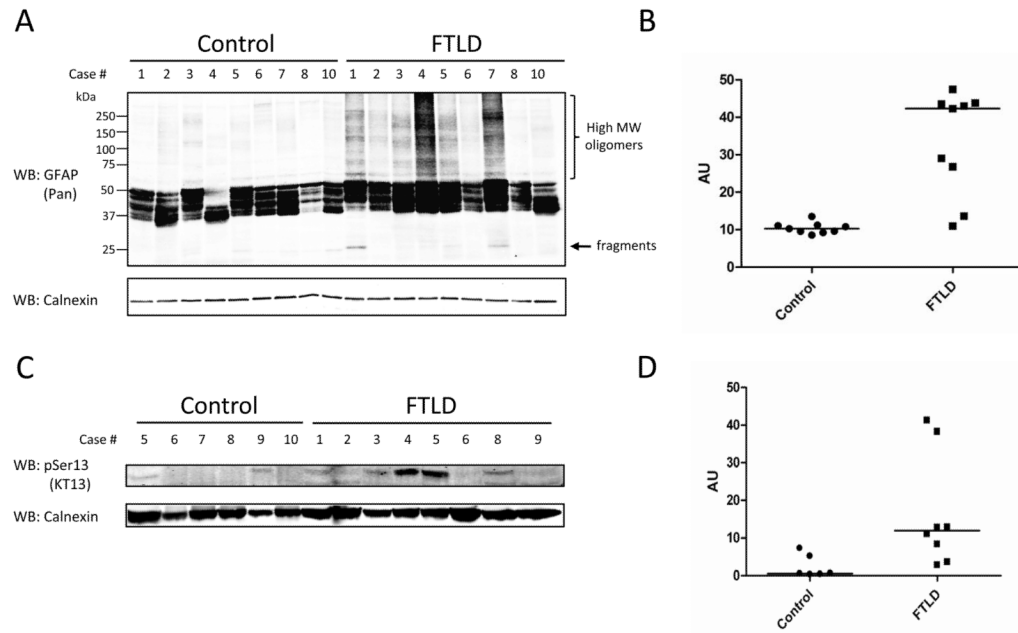 A
Control FTLD
Case # 1 2 3 4 5 6 7 8 10 1 2 3 4 5 6 7 8 10
kDa
250
150
100
75
50
37
25
WB: GFAP
(Pan)
High MW
oligomers
fragments
WB: Calnexin
B
50
40
30
20
10
0
AU
Control
FTLD
C
Control FTLD
Case # 5 6 7 8 9 10 1 2 3 4 5 6 8 9
WB: pSer13
(KT13)
WB: Calnexin
D
50
40
30
20
10
0
AU
Control
FTLD